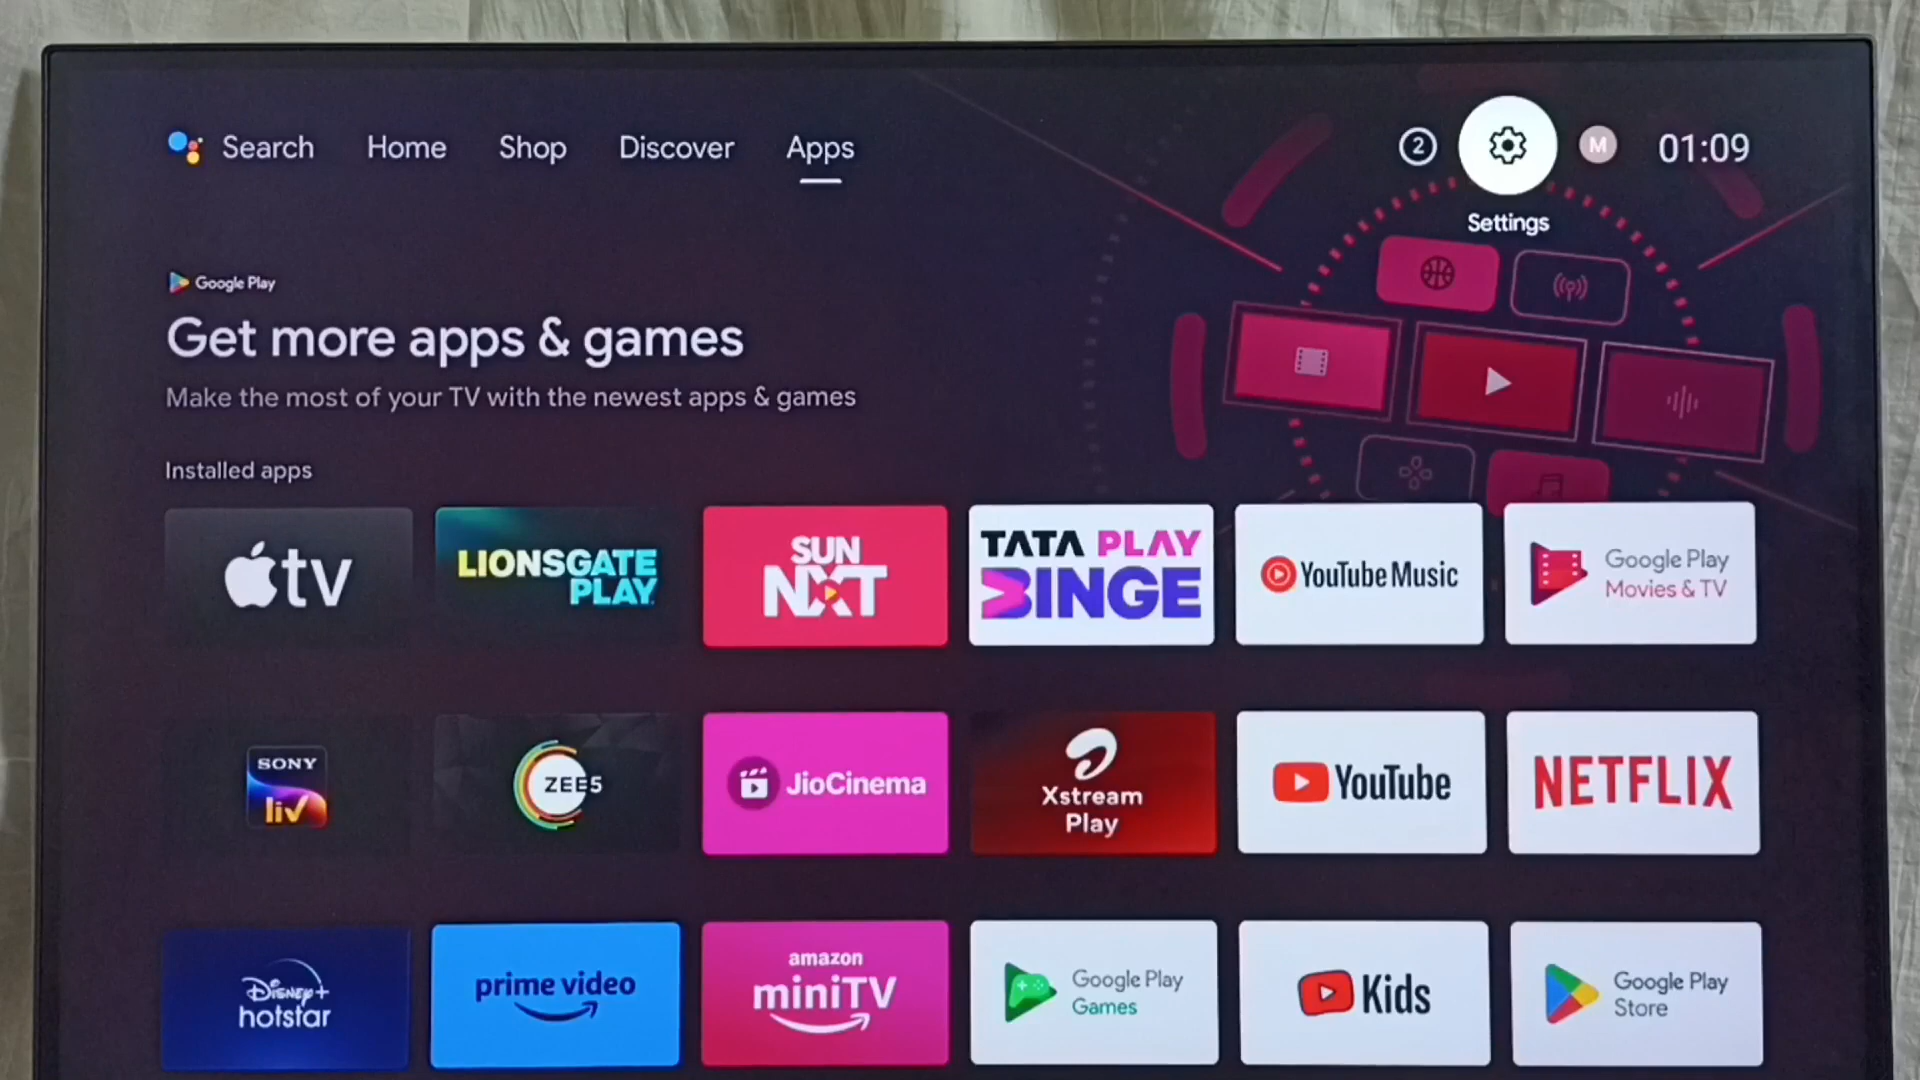 Search Home Shop Discover Apps 2 M 01:09
Settings
Google Play
Get more apps & games
Make the most of your TV with the newest apps & games
Installed apps
tv
LIONSGATE
PLAY
SUN
NXT
TATA PLAY
BINGE
YouTube Music
Google Play
Movies & TV
SONY
liv
ZEE5
JioCinema
Xstream
Play
YouTube
NETFLIX
Disney+
hotstar
prime video
amazon
miniTV
Google Play
Games
Kids
Google Play
Store